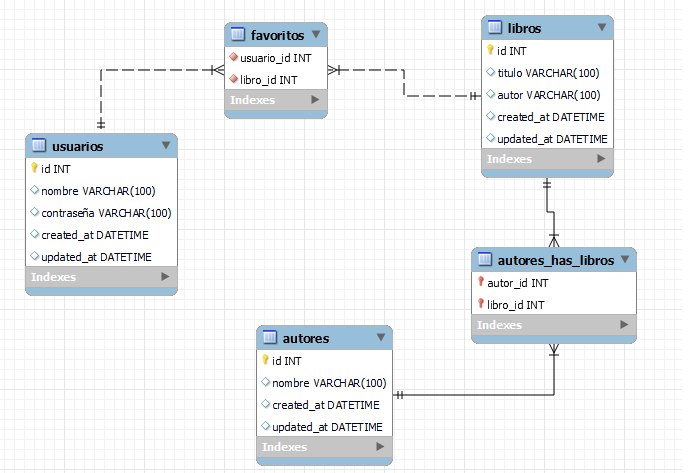 favoritos
usuario_id INT
libro_id INT
Indexes
libros
id INT
titulo VARCHAR(100)
autor VARCHAR(100)
created_at DATETIME
updated_at DATETIME
Indexes
usuarios
id INT
nombre VARCHAR(100)
contraseña VARCHAR(100)
created_at DATETIME
updated_at DATETIME
Indexes
autores_has_libros
autor_id INT
libro_id INT
Indexes
autores
id INT
nombre VARCHAR(100)
created_at DATETIME
updated_at DATETIME
Indexes